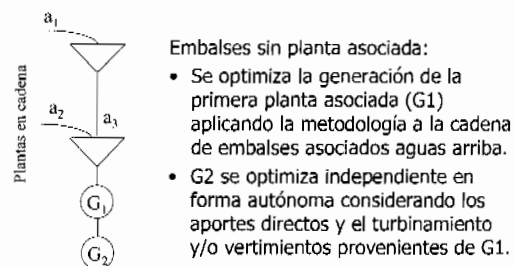 a1
a2
a3
Plantas en cadena
G1
G2
Embalses sin planta asociada:
• Se optimiza la generación de la
primera planta asociada (G1)
aplicando la metodología a la cadena
de embalses asociados aguas arriba.
• G2 se optimiza independiente en
forma autónoma considerando los
aportes directos y el turbinamiento
y/o vertimientos provenientes de G1.